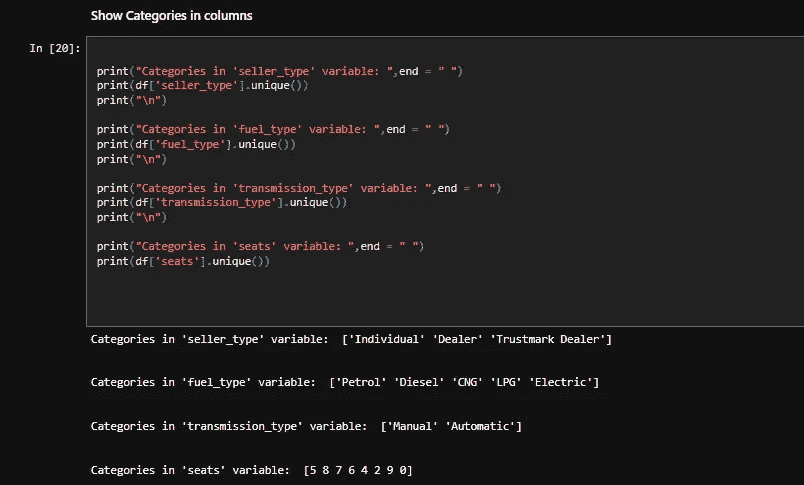 Show Categories in columns
In [20]:
print("Categories in 'seller_type' variable: ",end = " ")
print(df['seller_type'].unique())
print("\n")
print("Categories in 'fuel_type' variable: ",end = " ")
print(df['fuel_type'].unique())
print("\n")
print("Categories in 'transmission_type' variable: ",end = " ")
print(df['transmission_type'].unique())
print("\n")
print("Categories in 'seats' variable: ",end = " ")
print(df['seats'].unique())
Categories in 'seller_type' variable:  ['Individual' 'Dealer' 'Trustmark Dealer']
Categories in 'fuel_type' variable:  ['Petrol' 'Diesel' 'CNG' 'LPG' 'Electric']
Categories in 'transmission_type' variable:  ['Manual' 'Automatic']
Categories in 'seats' variable:  [5 8 7 6 4 2 9 0]